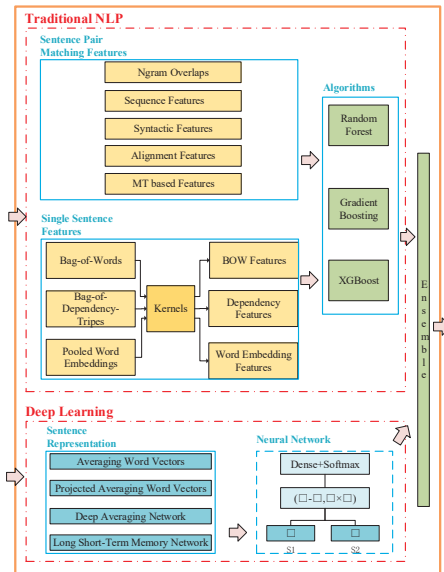 Traditional NLP
Sentence Pair
Matching Features
Ngram Overlaps
Sequence Features
Syntactic Features
Alignment Features
MT based Features
Single Sentence
Features
Bag-of-Words
Bag-of-
Dependency-
Tripes
Pooled Word
Embeddings
Kernels
BOW Features
Dependency
Features
Word Embedding
Features
Algorithms
Random
Forest
Gradient
Boosting
XGBoost
Ensemble
Deep Learning
Sentence
Representation
Averaging Word Vectors
Projected Averaging Word Vectors
Deep Averaging Network
Long Short-Term Memory Network
Neural Network
Dense+Softmax
(□-□,□×□)
□
□
S1
S2